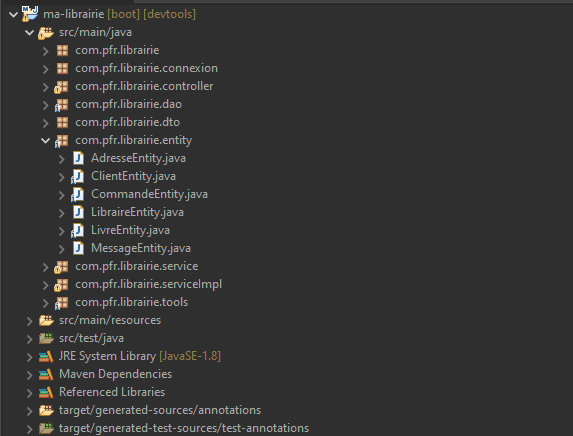 ma-librairie [boot] [devtools]
src/main/java
com.pfr.librairie
com.pfr.librairie.connexion
com.pfr.librairie.controller
com.pfr.librairie.dao
com.pfr.librairie.dto
com.pfr.librairie.entity
AdresseEntity.java
ClientEntity.java
CommandeEntity.java
LibraireEntity.java
LivreEntity.java
MessageEntity.java
com.pfr.librairie.service
com.pfr.librairie.serviceImpl
com.pfr.librairie.tools
src/main/resources
src/test/java
JRE System Library [JavaSE-1.8]
Maven Dependencies
Referenced Libraries
target/generated-sources/annotations
target/generated-test-sources/test-annotations